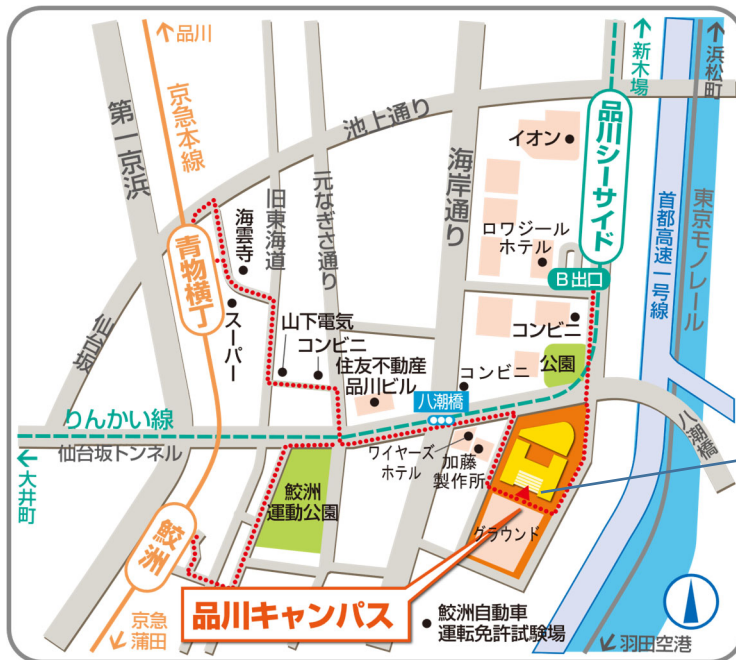 品川
京急本線
第一京浜
池上通り
新木場
浜松町
イオン
品川シーサイド
海岸通り
旧東海道
元なぎさ通り
海雲寺
青物横丁
ロワジール
ホテル
首都高速一号線
東京モノレール
B出口
スーパー
仙台坂
山下電気
コンビニ
住友不動産
品川ビル
コンビニ
コンビニ
公園
八潮橋
りんかい線
仙台坂トンネル
大井町
ワイヤーズ
ホテル
加藤
製作所
八潮橋
鮫洲
運動公園
グラウンド
鮫洲
品川キャンパス
京急
蒲田
鮫洲自動車
運転免許試験場
羽田空港